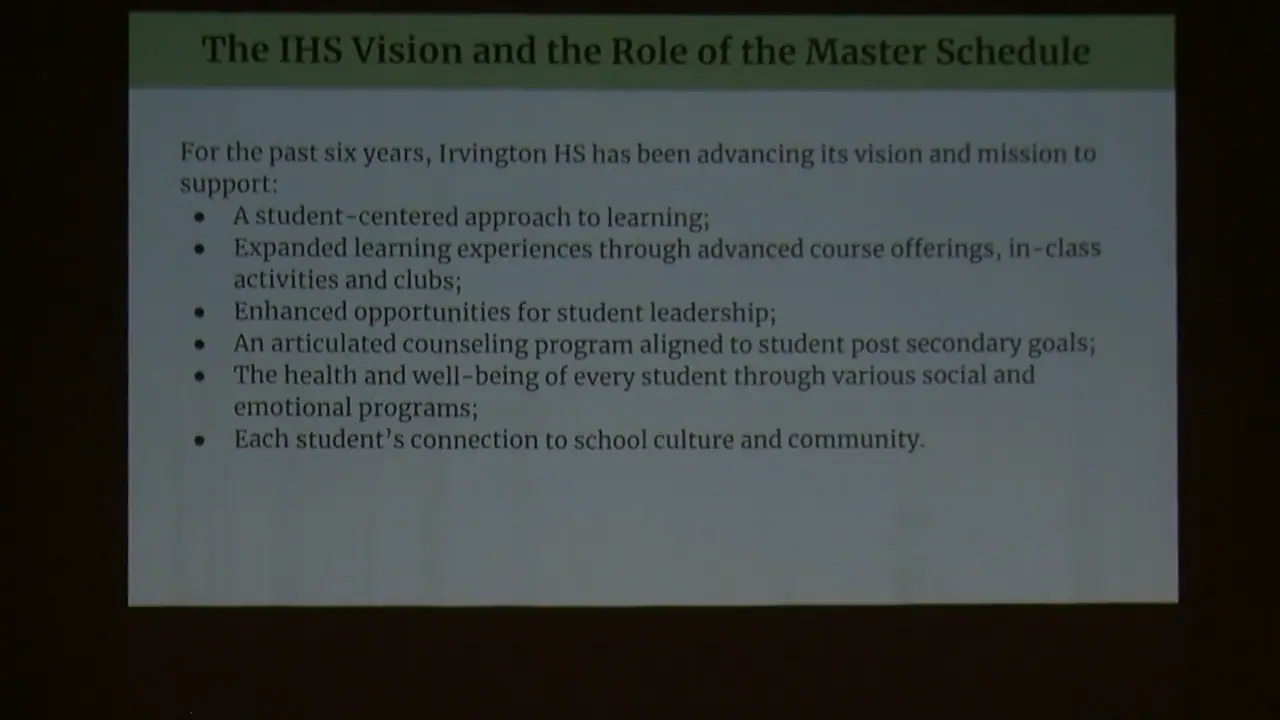 The IHS Vision and the Role of the Master Schedule
For the past six years, Irvington HS has been advancing its vision and mission to
support:
● A student-centered approach to learning;
● Expanded learning experiences through advanced course offerings, in-class
activities and clubs;
● Enhanced opportunities for student leadership;
● An articulated counseling program aligned to student post secondary goals;
● The health and well-being of every student through various social and
emotional programs;
● Each student’s connection to school culture and community.